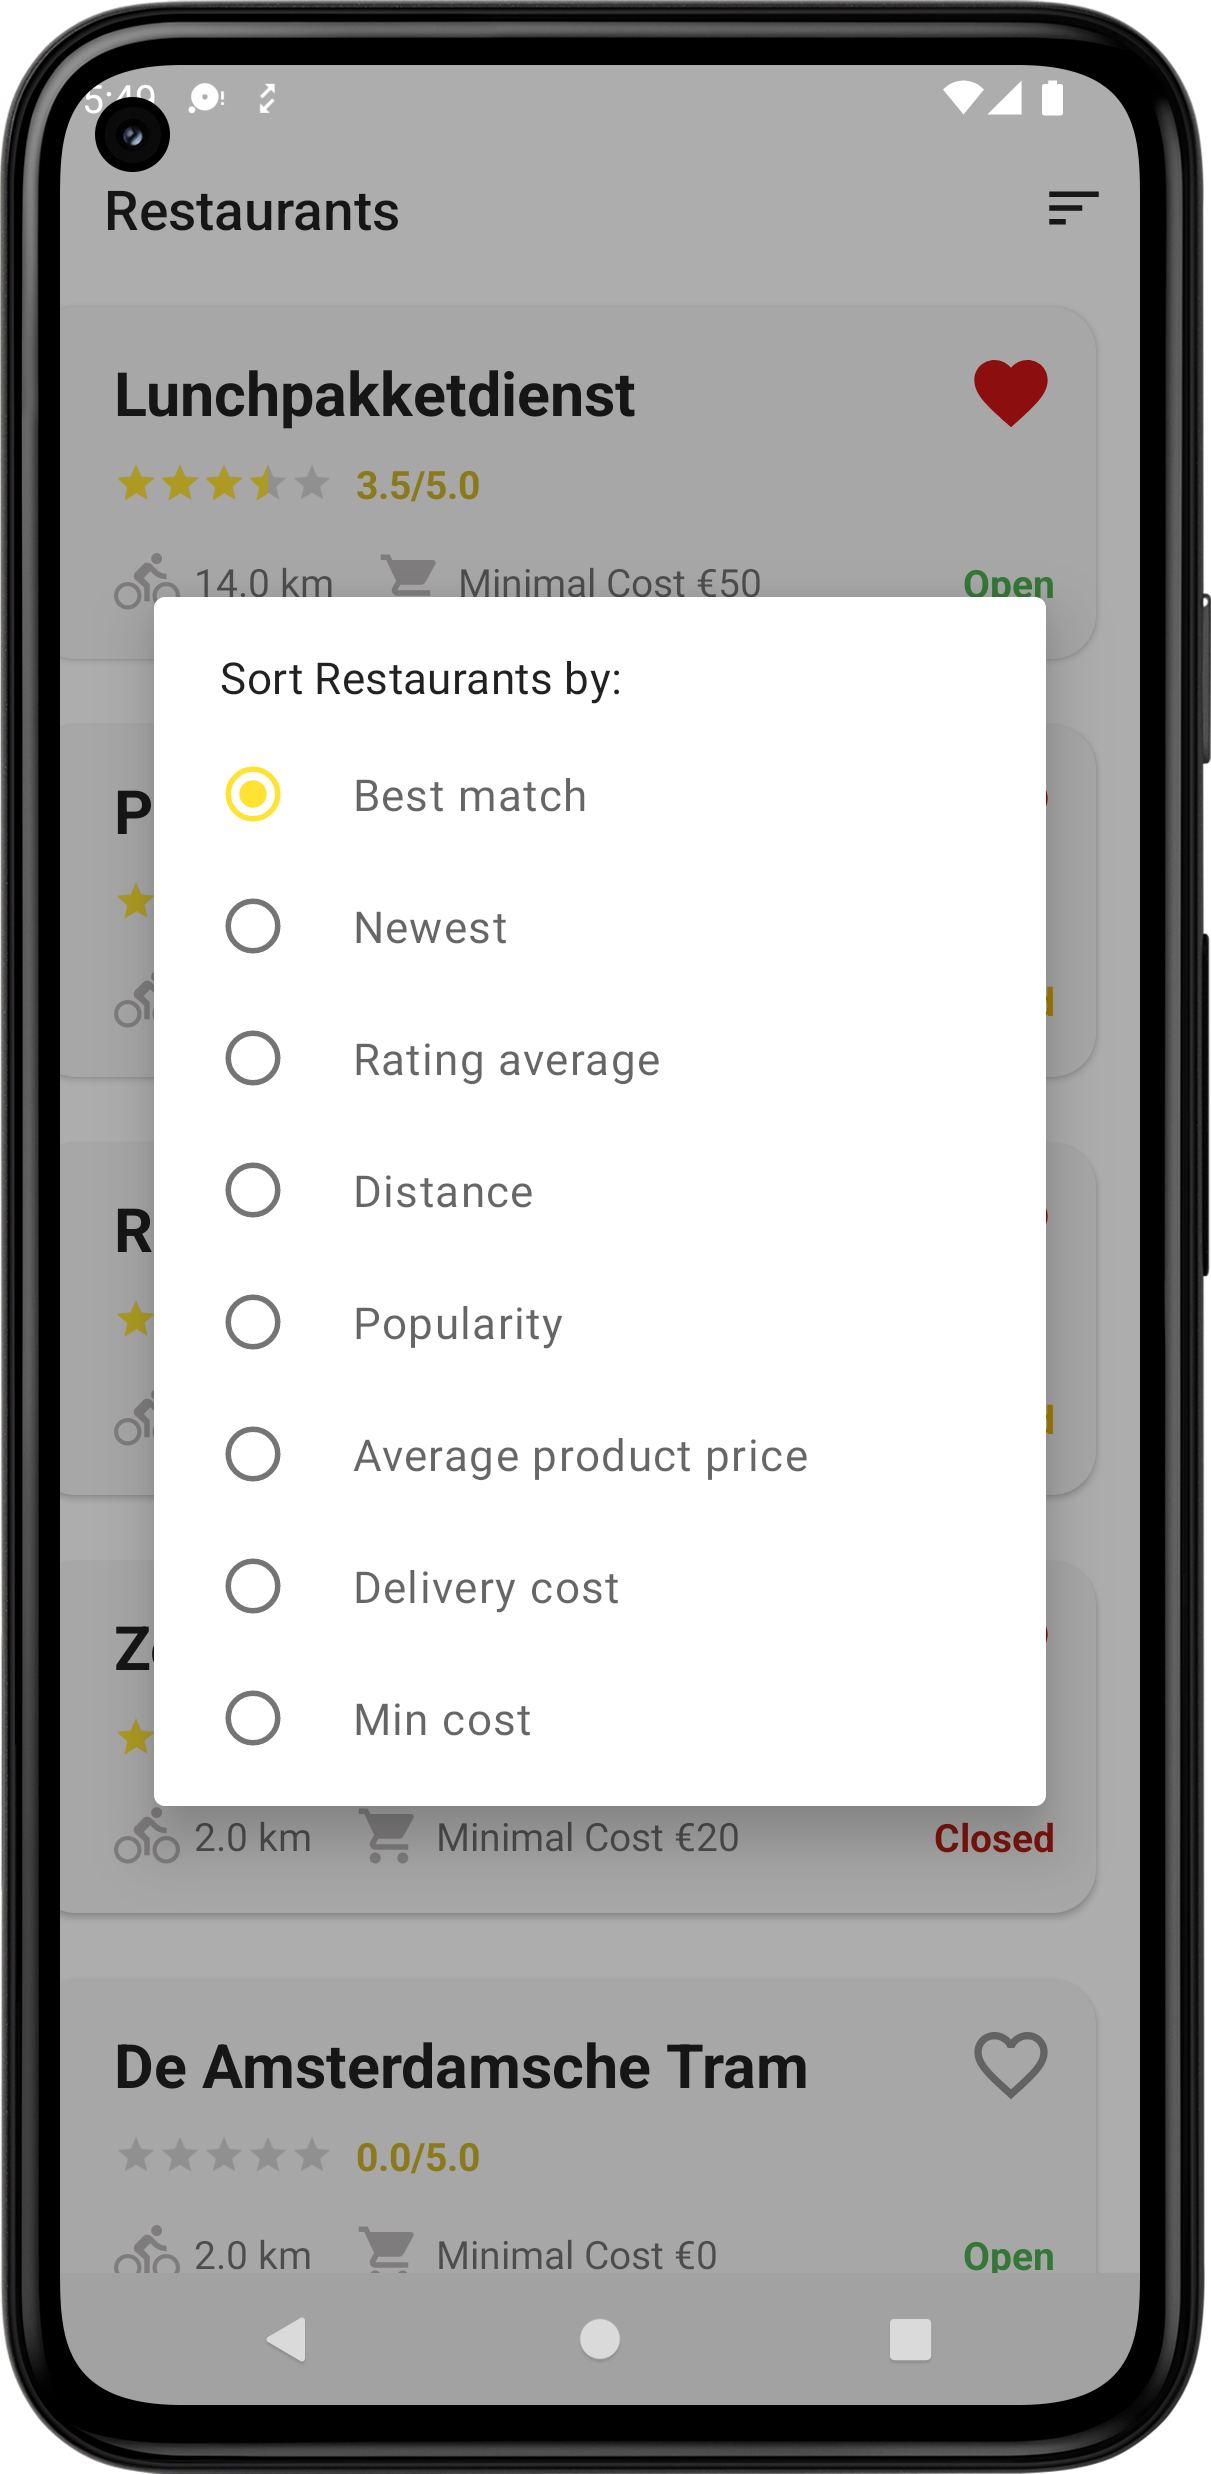 Restaurants
Lunchpakketdienst
3.5/5.0
14.0 km Minimal Cost €50 Open
Sort Restaurants by:
Best match
Newest
Rating average
Distance
Popularity
Average product price
Delivery cost
Min cost
2.0 km Minimal Cost €20 Closed
De Amsterdamsche Tram
0.0/5.0
2.0 km Minimal Cost €0 Open